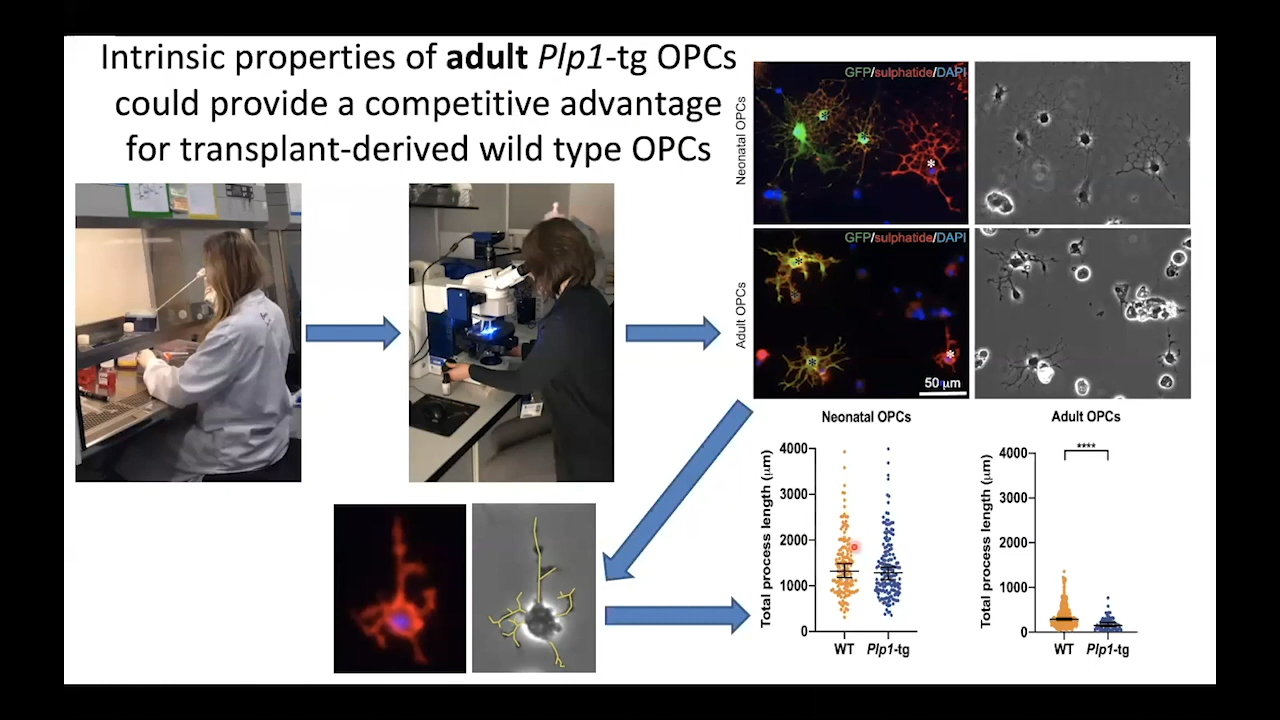 Intrinsic properties of adult Plp1-tg OPCs
could provide a competitive advantage
for transplant-derived wild type OPCs
Neonatal OPCs
GFP/sulphatide/DAPI
*
*
*
Adult OPCs
GFP/sulphatide/DAPI
*
*
*
*
50 µm
Neonatal OPCs
Total process length (µm)
4000
3000
2000
1000
0
WT
Plp1-tg
Adult OPCs
Total process length (µm)
4000
3000
2000
1000
0
****
WT
Plp1-tg